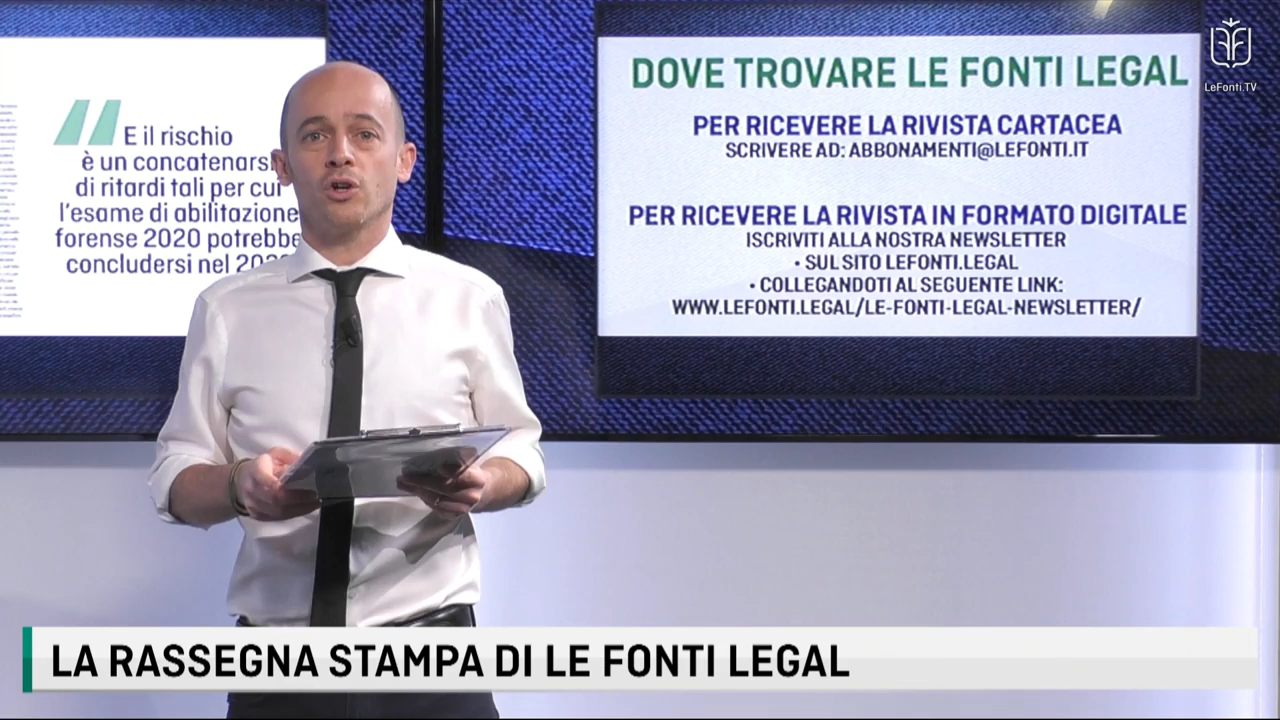 E il rischio
è un concatenarsi
di ritardi tali per cui
l'esame di abilitazione
forense 2020 potrebbe
concludersi nel
DOVE TROVARE LE FONTI LEGAL
PER RICEVERE LA RIVISTA CARTACEA
SCRIVERE AD: ABBONAMENTI@LEFONTI.IT
PER RICEVERE LA RIVISTA IN FORMATO DIGITALE
ISCRIVITI ALLA NOSTRA NEWSLETTER
• SUL SITO LEFONTI.LEGAL
• COLLEGANDOTI AL SEGUENTE LINK:
WWW.LEFONTI.LEGAL/LE-FONTI-LEGAL-NEWSLETTER/
LeFonti.TV
LA RASSEGNA STAMPA DI LE FONTI LEGAL